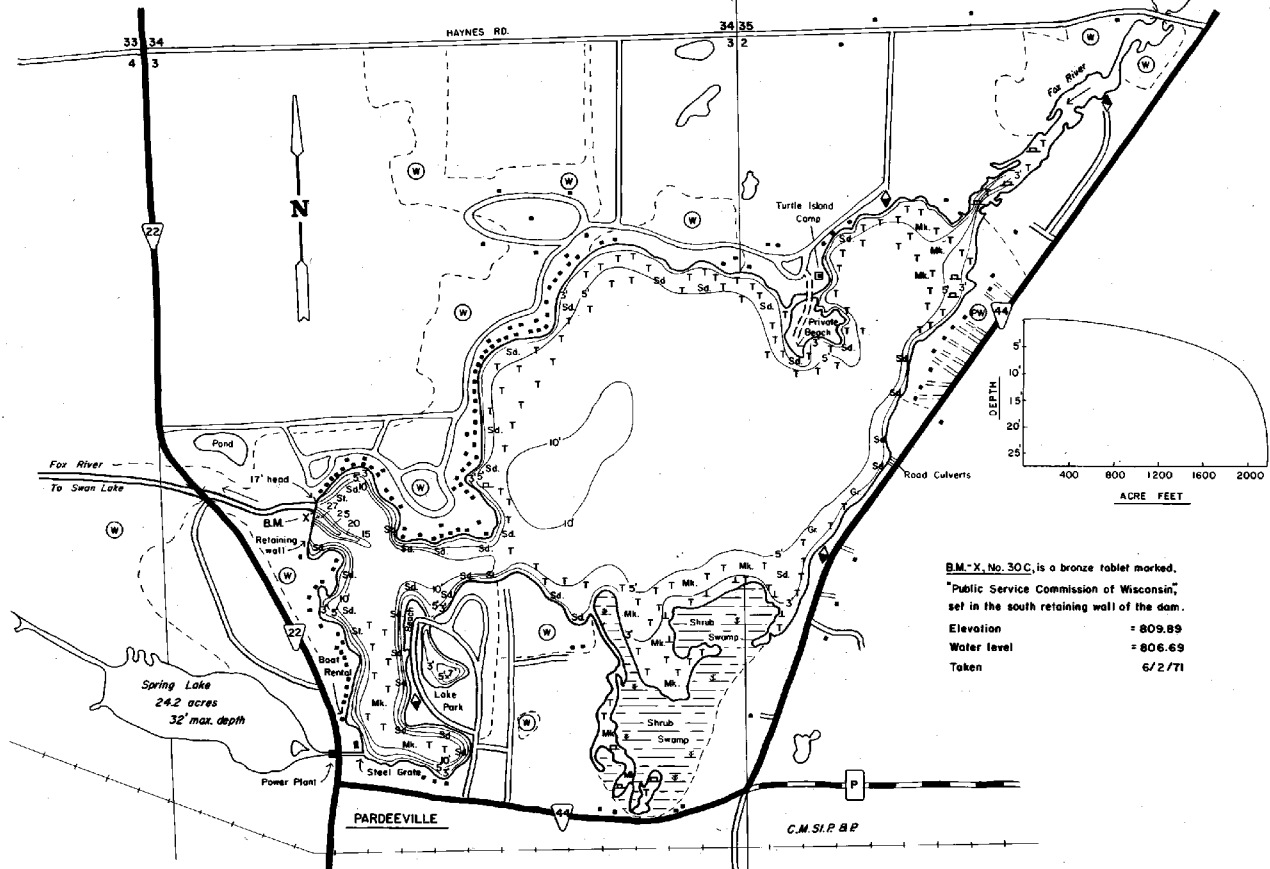 HAYNES RD.
33 34
4 3
34 35
3 2
W
W
Fox River
N
W
W
W
22
Turtle Island
Camp
Private
Beach
W
PW
44
Pond
Fox River
To Swan Lake
17' head
B.M. X
Retaining
wall
27
25
20
15
W
10'
10'
Road Culverts
DEPTH
5'
10'
15'
20'
25'
400 800 1200 1600 2000
ACRE FEET
W
W
22
Boat
Rental
Beach
Lake
Park
W
W
Shrub
Swamp
Shrub
Swamp
Spring Lake
24.2 acres
32' max. depth
Power Plant
Steel Grate
PARDEEVILLE
44
P
C.M.St.P. & P.
B.M.-X, No. 30 C, is a bronze tablet marked,
"Public Service Commission of Wisconsin",
set in the south retaining wall of the dam.
Elevation = 809.89
Water level = 806.69
Taken 6/2/71